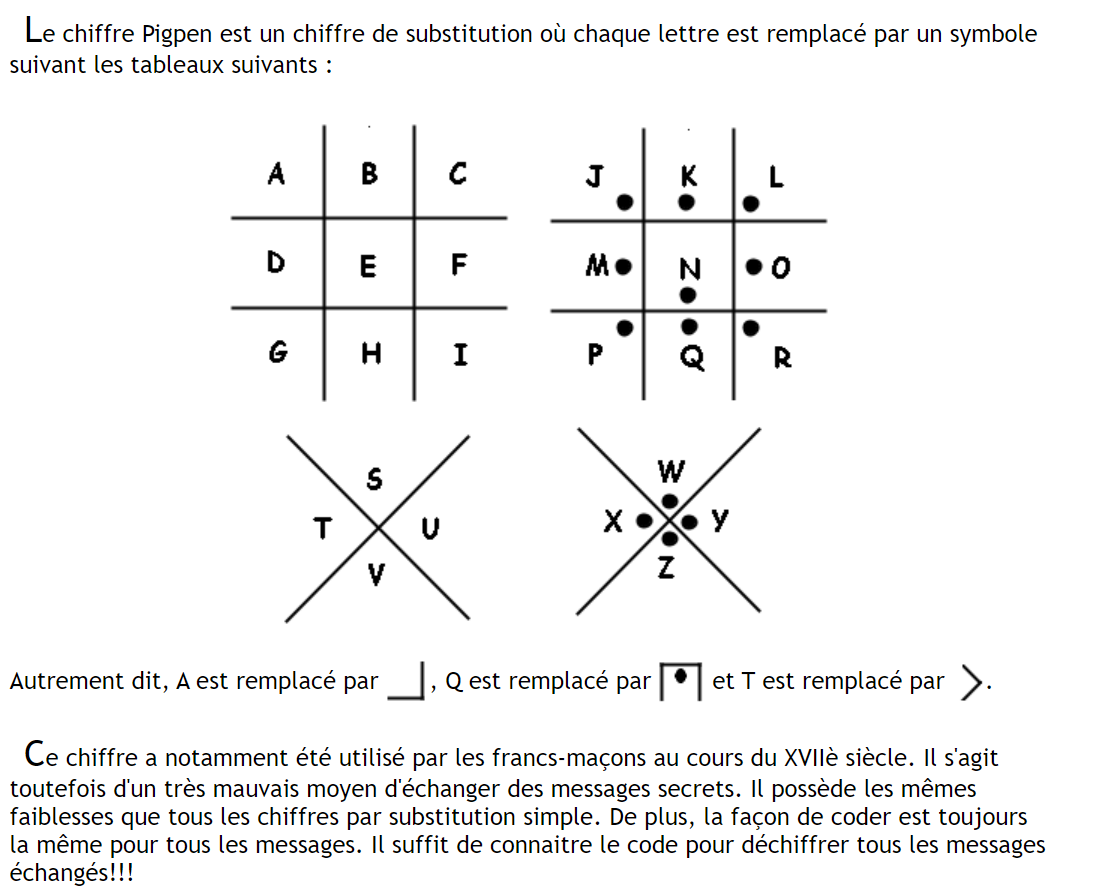 Le chiffre Pigpen est un chiffre de substitution où chaque lettre est remplacé par un symbole
suivant les tableaux suivants :
A B C J K L
D E F M N O
G H I P Q R
S W
T U X Y
V Z
Autrement dit, A est remplacé par , Q est remplacé par et T est remplacé par .
Ce chiffre a notamment été utilisé par les francs-maçons au cours du XVIIè siècle. Il s'agit
toutefois d'un très mauvais moyen d'échanger des messages secrets. Il possède les mêmes
faiblesses que tous les chiffres par substitution simple. De plus, la façon de coder est toujours
la même pour tous les messages. Il suffit de connaitre le code pour déchiffrer tous les messages
échangés!!!